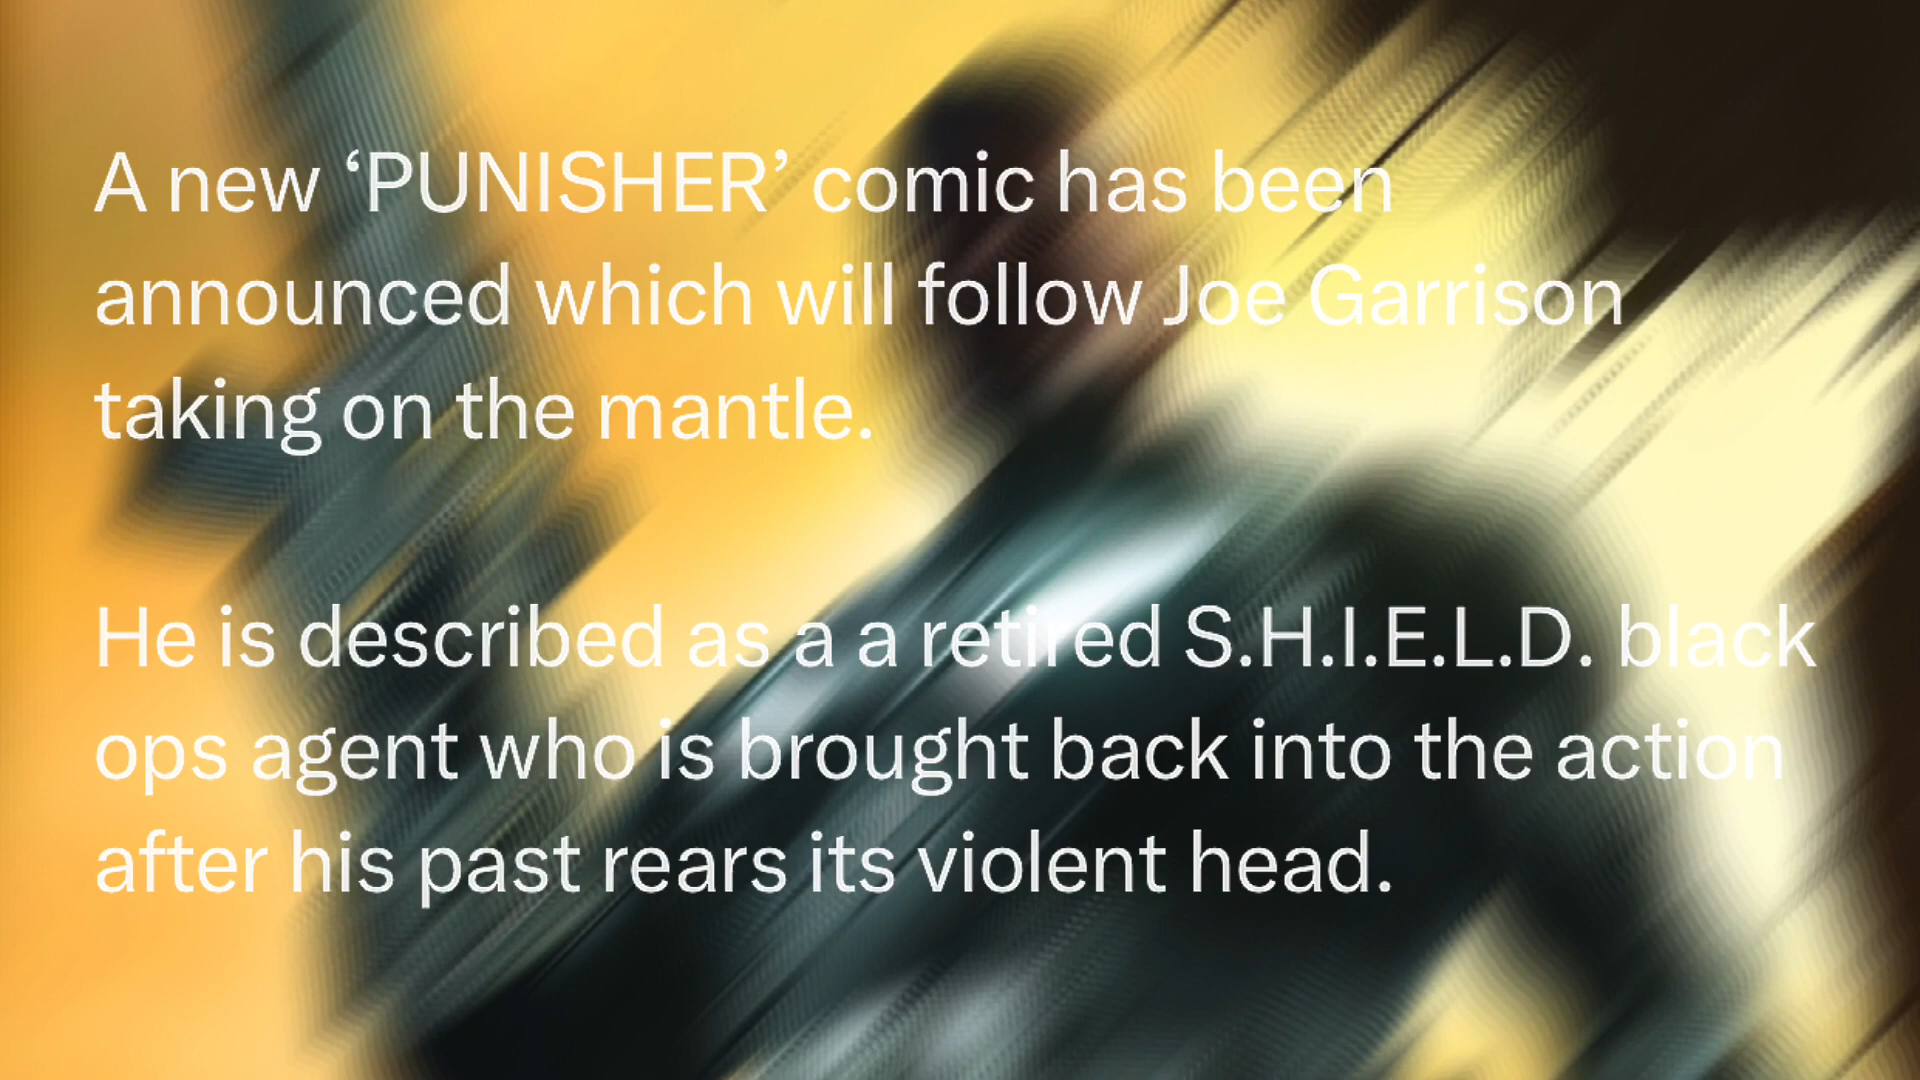 A new ‘PUNISHER’ comic has been
announced which will follow Joe Garrison
taking on the mantle.
He is described as a a retired S.H.I.E.L.D. black
ops agent who is brought back into the action
after his past rears its violent head.